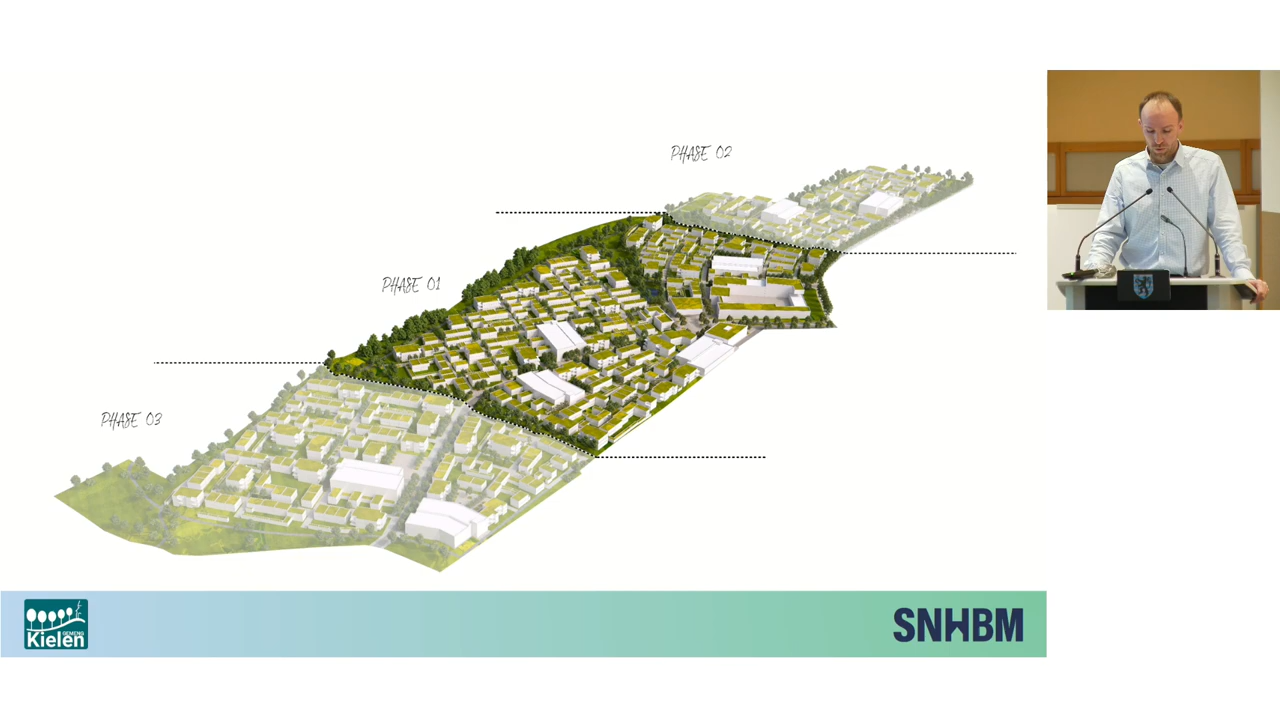 PHASE 02
PHASE 01
PHASE 03
GEMENG
Kielen
SNHBM